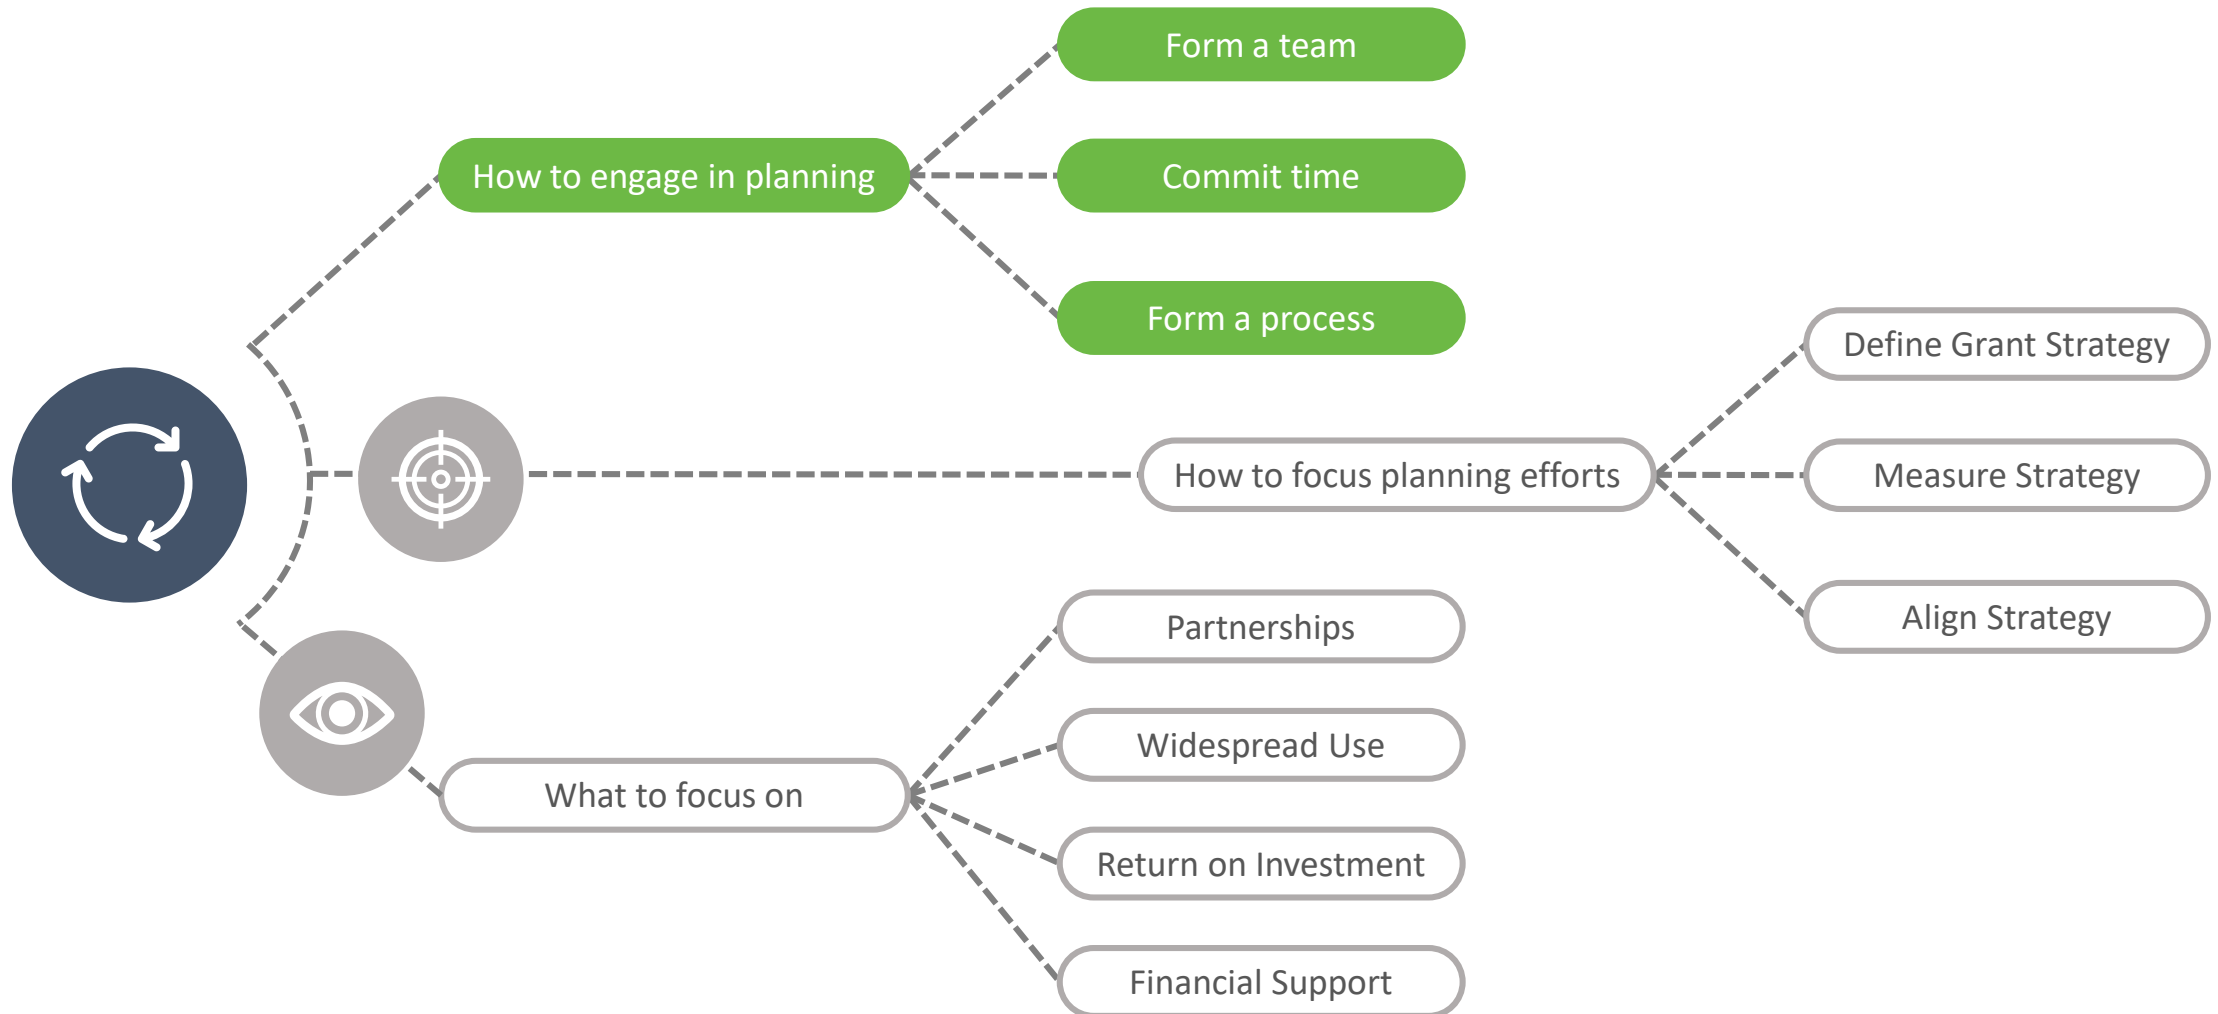 How to engage in planning
Form a team
Commit time
Form a process
How to focus planning efforts
Define Grant Strategy
Measure Strategy
Align Strategy
What to focus on
Partnerships
Widespread Use
Return on Investment
Financial Support